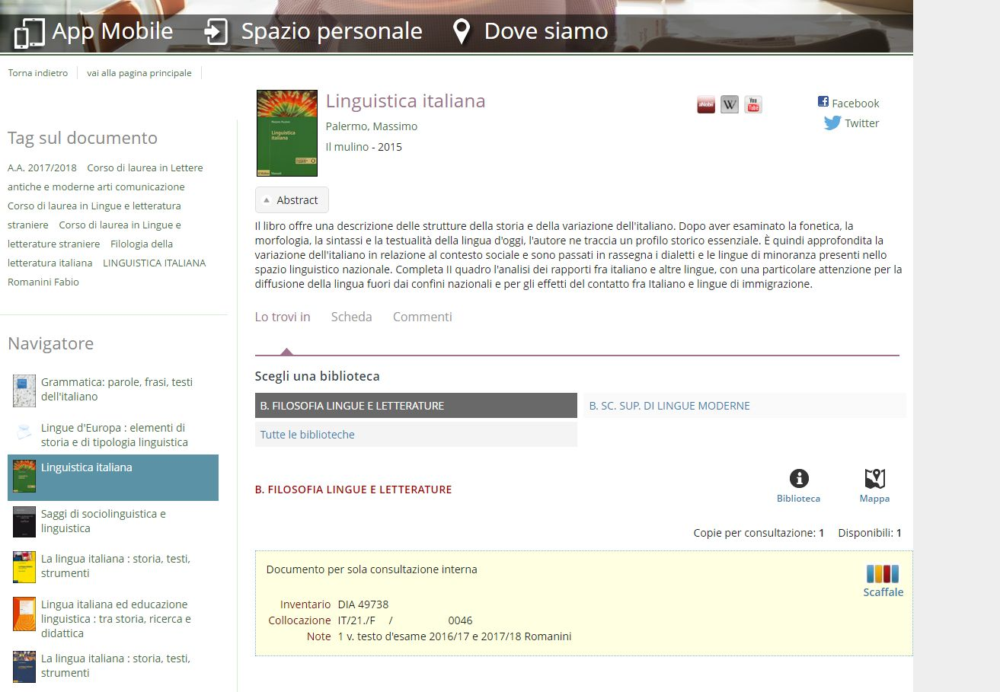 App Mobile Spazio personale Dove siamo
Torna indietro vai alla pagina principale
Tag sul documento
A.A. 2017/2018 Corso di laurea in Lettere
antiche e moderne arti comunicazione
Corso di laurea in Lingue e letteratura
straniere Corso di laurea in Lingue e
letterature straniere Filologia della
letteratura italiana LINGUISTICA ITALIANA
Romanini Fabio
Navigatore
Grammatica: parole, frasi, testi
dell'italiano
Lingue d'Europa : elementi di
storia e di tipologia linguistica
Linguistica italiana
Saggi di sociolinguistica e
linguistica
La lingua italiana : storia, testi,
strumenti
Lingua italiana ed educazione
linguistica : tra storia, ricerca e
didattica
La lingua italiana : storia, testi,
strumenti
Linguistica
italiana
Linguistica italiana
Palermo, Massimo
Il mulino - 2015
aNobii W You Tube
Facebook
Twitter
Abstract
Il libro offre una descrizione delle strutture della storia e della variazione dell'italiano. Dopo aver esaminato la fonetica, la
morfologia, la sintassi e la testualità della lingua d'oggi, l'autore ne traccia un profilo storico essenziale. È quindi approfondita la
variazione dell'italiano in relazione al contesto sociale e sono passati in rassegna i dialetti e le lingue di minoranza presenti nello
spazio linguistico nazionale. Completa II quadro l'analisi dei rapporti fra italiano e altre lingue, con una particolare attenzione per la
diffusione della lingua fuori dai confini nazionali e per gli effetti del contatto fra Italiano e lingue di immigrazione.
Lo trovi in Scheda Commenti
Scegli una biblioteca
B. FILOSOFIA LINGUE E LETTERATURE B. SC. SUP. DI LINGUE MODERNE
Tutte le biblioteche
B. FILOSOFIA LINGUE E LETTERATURE
Biblioteca Mappa
Copie per consultazione: 1 Disponibili: 1
Documento per sola consultazione interna
Scaffale
Inventario DIA 49738
Collocazione IT/21./F / 0046
Note 1 v. testo d'esame 2016/17 e 2017/18 Romanini